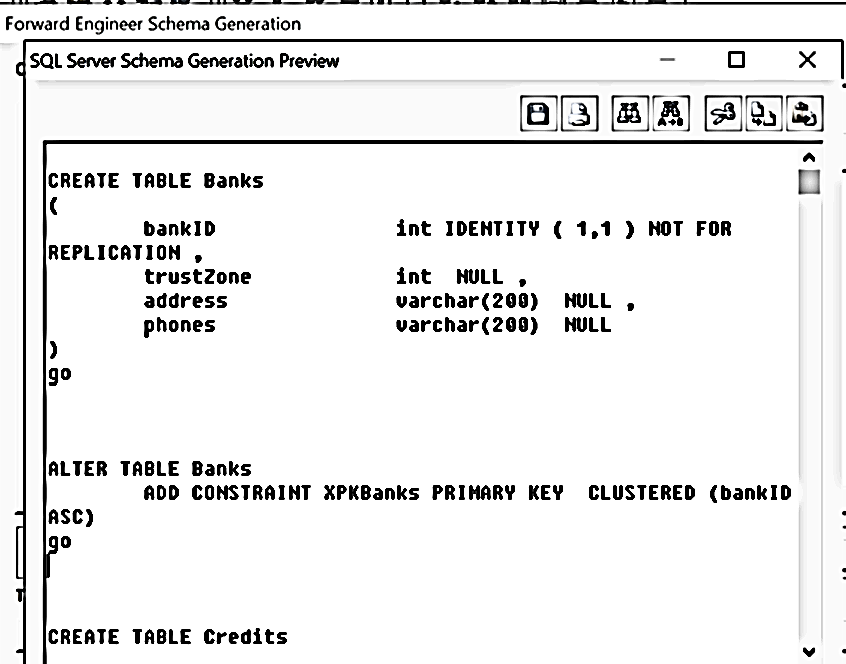 Forward Engineer Schema Generation
SQL Server Schema Generation Preview
CREATE TABLE Banks
(
bankID int IDENTITY ( 1,1 ) NOT FOR
REPLICATION ,
trustZone int NULL ,
address varchar(200) NULL ,
phones varchar(200) NULL
)
go
ALTER TABLE Banks
ADD CONSTRAINT XPKBanks PRIMARY KEY CLUSTERED (bankID
ASC)
go
CREATE TABLE Credits